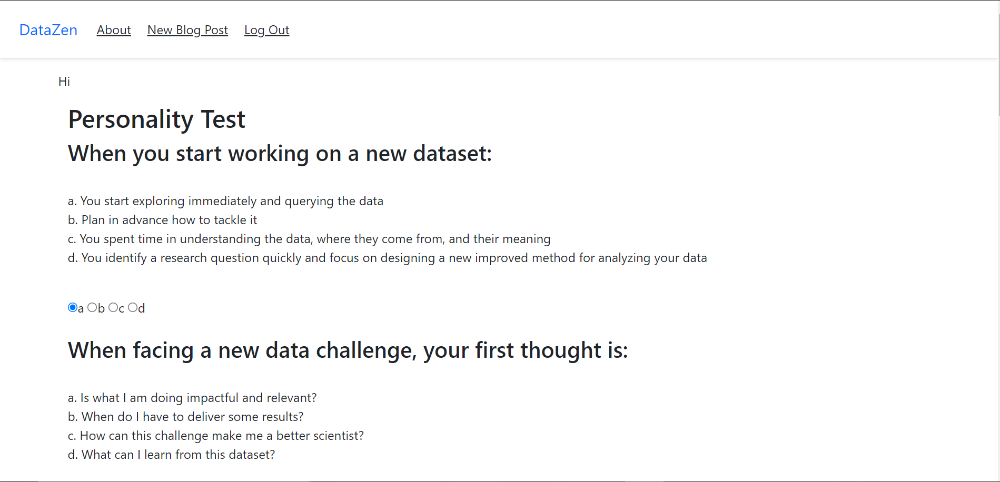 DataZen About New Blog Post Log Out
Hi
Personality Test
When you start working on a new dataset:
a. You start exploring immediately and querying the data
b. Plan in advance how to tackle it
c. You spent time in understanding the data, where they come from, and their meaning
d. You identify a research question quickly and focus on designing a new improved method for analyzing your data
a b c d
When facing a new data challenge, your first thought is:
a. Is what I am doing impactful and relevant?
b. When do I have to deliver some results?
c. How can this challenge make me a better scientist?
d. What can I learn from this dataset?